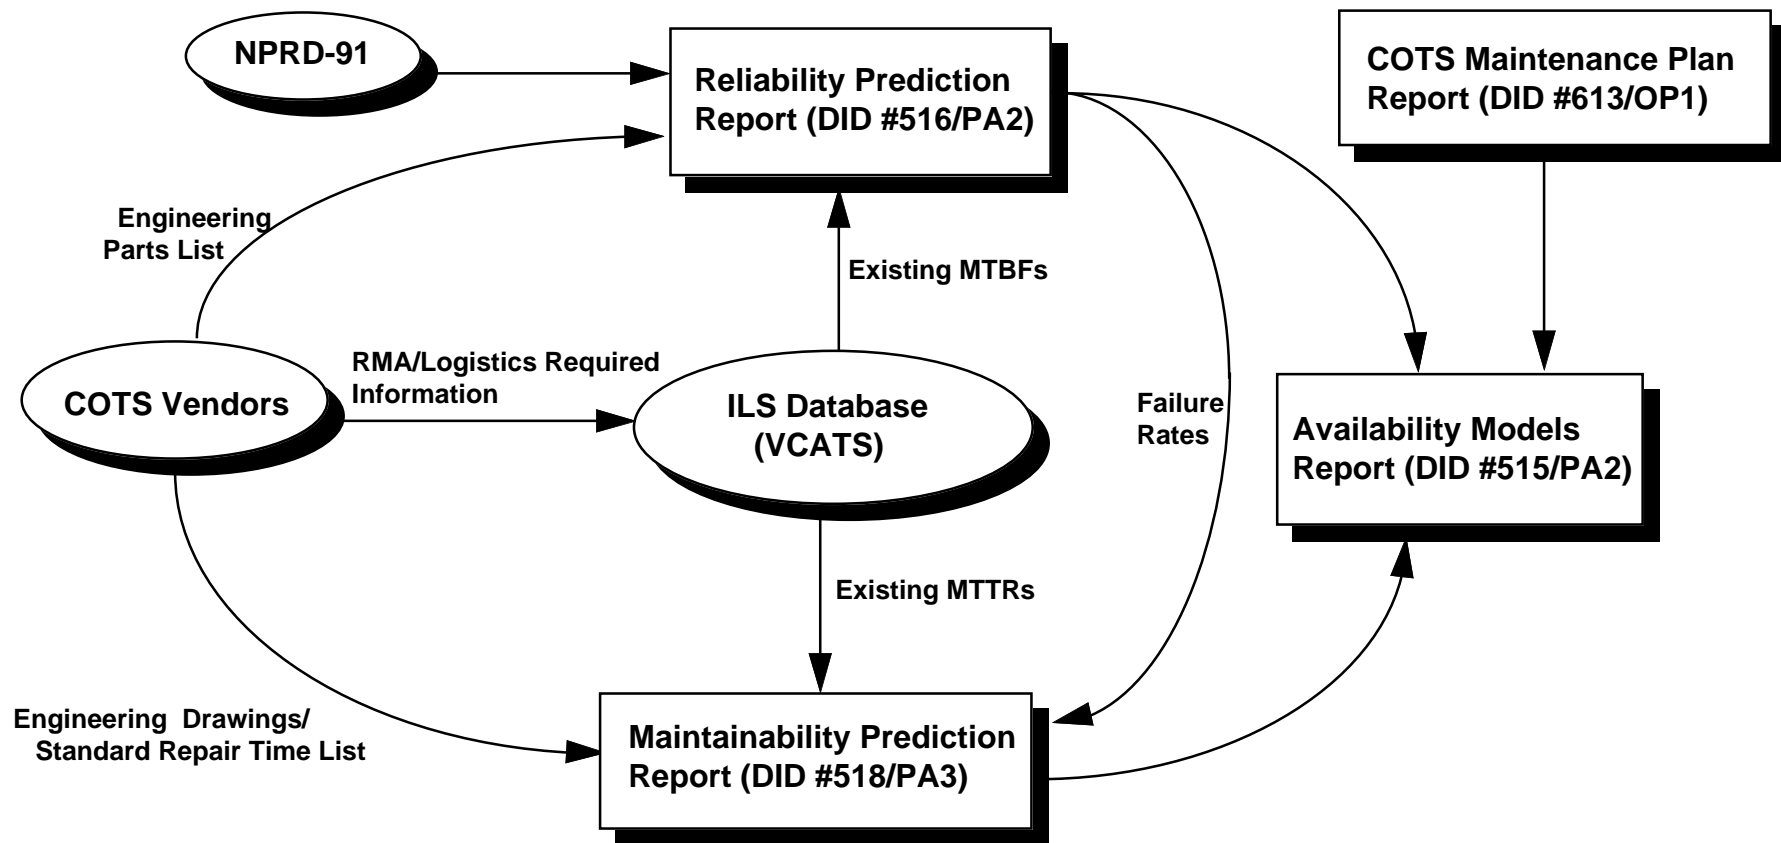 NPRD-91
Reliability Prediction
Report (DID #516/PA2)
COTS Maintenance Plan
Report (DID #613/OP1)
Engineering
Parts List
Existing MTBFs
RMA/Logistics Required
Information
COTS Vendors
ILS Database
(VCATS)
Failure
Rates
Availability Models
Report (DID #515/PA2)
Existing MTTRs
Engineering Drawings/
Standard Repair Time List
Maintainability Prediction
Report (DID #518/PA3)